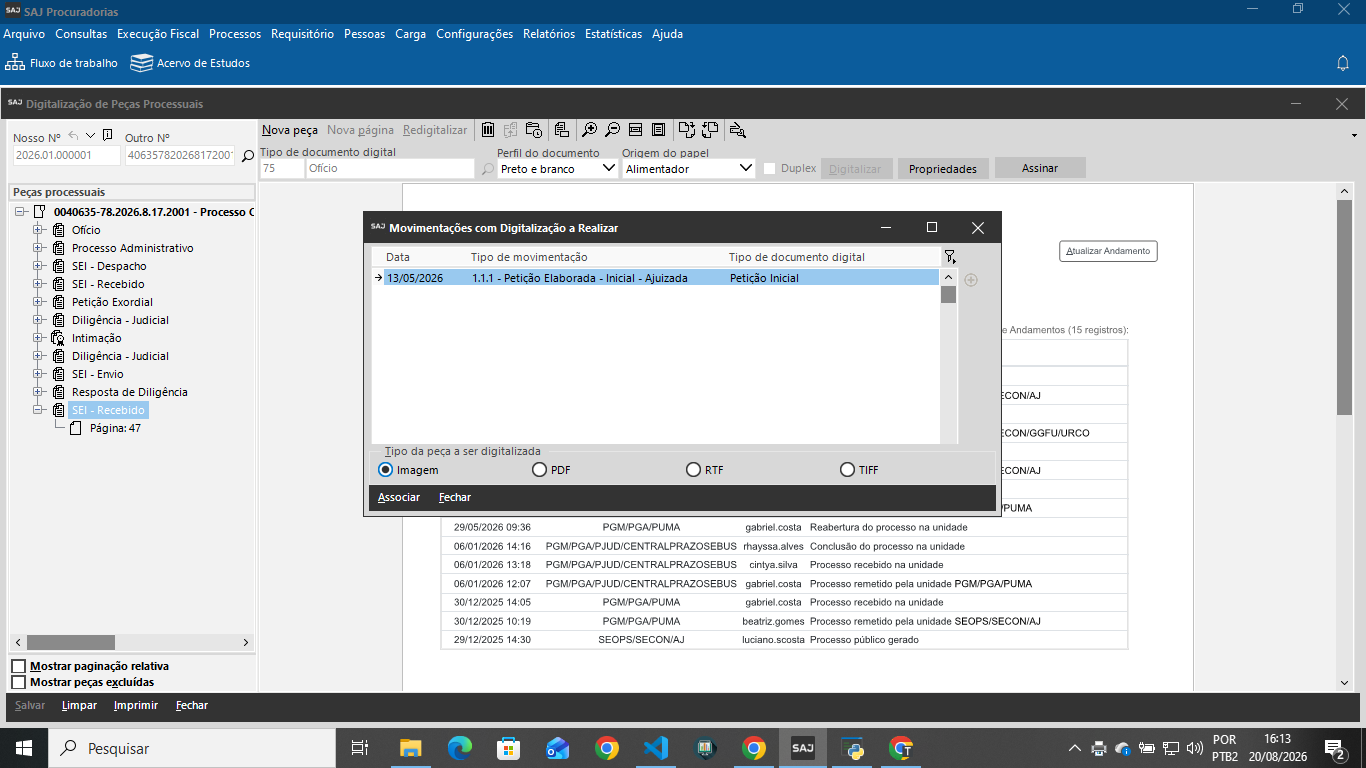 SAJ SAJ Procuradorias
Arquivo Consultas Execução Fiscal Processos Requisitório Pessoas Carga Configurações Relatórios Estatísticas Ajuda
Fluxo de trabalho Acervo de Estudos
SAJ Digitalização de Peças Processuais
Nosso Nº Outro Nº
2026.01.000001 406357820268172001
Nova peça Nova página Redigitalizar
Tipo de documento digital Perfil do documento Origem do papel
75 Ofício Preto e branco Alimentador Duplex Digitalizar Propriedades Assinar
Peças processuais
0040635-78.2026.8.17.2001 - Processo C
Ofício
Processo Administrativo
SEI - Despacho
SEI - Recebido
Petição Exordial
Diligência - Judicial
Intimação
Diligência - Judicial
SEI - Envio
Resposta de Diligência
SEI - Recebido
Página: 47
Mostrar paginação relativa
Mostrar peças excluídas
Salvar Limpar Imprimir Fechar
SAJ Movimentações com Digitalização a Realizar
Data Tipo de movimentação Tipo de documento digital
13/05/2026 1.1.1 - Petição Elaborada - Inicial - Ajuizada Petição Inicial
Tipo da peça a ser digitalizada
Imagem PDF RTF TIFF
Associar Fechar
Atualizar Andamento
e Andamentos (15 registros):
ECON/AJ
ECON/GGFU/URCO
ECON/AJ
/PUMA
29/05/2026 09:36 PGM/PGA/PUMA gabriel.costa Reabertura do processo na unidade
06/01/2026 14:16 PGM/PGA/PJUD/CENTRALPRAZOSEBUS rhayssa.alves Conclusão do processo na unidade
06/01/2026 13:18 PGM/PGA/PJUD/CENTRALPRAZOSEBUS cintya.silva Processo recebido na unidade
06/01/2026 12:07 PGM/PGA/PJUD/CENTRALPRAZOSEBUS gabriel.costa Processo remetido pela unidade PGM/PGA/PUMA
30/12/2025 14:05 PGM/PGA/PUMA gabriel.costa Processo recebido na unidade
30/12/2025 10:19 PGM/PGA/PUMA beatriz.gomes Processo remetido pela unidade SEOPS/SECON/AJ
29/12/2025 14:30 SEOPS/SECON/AJ luciano.scosta Processo público gerado
Pesquisar
SAJ
POR
PTB2
16:13
20/08/2026
2